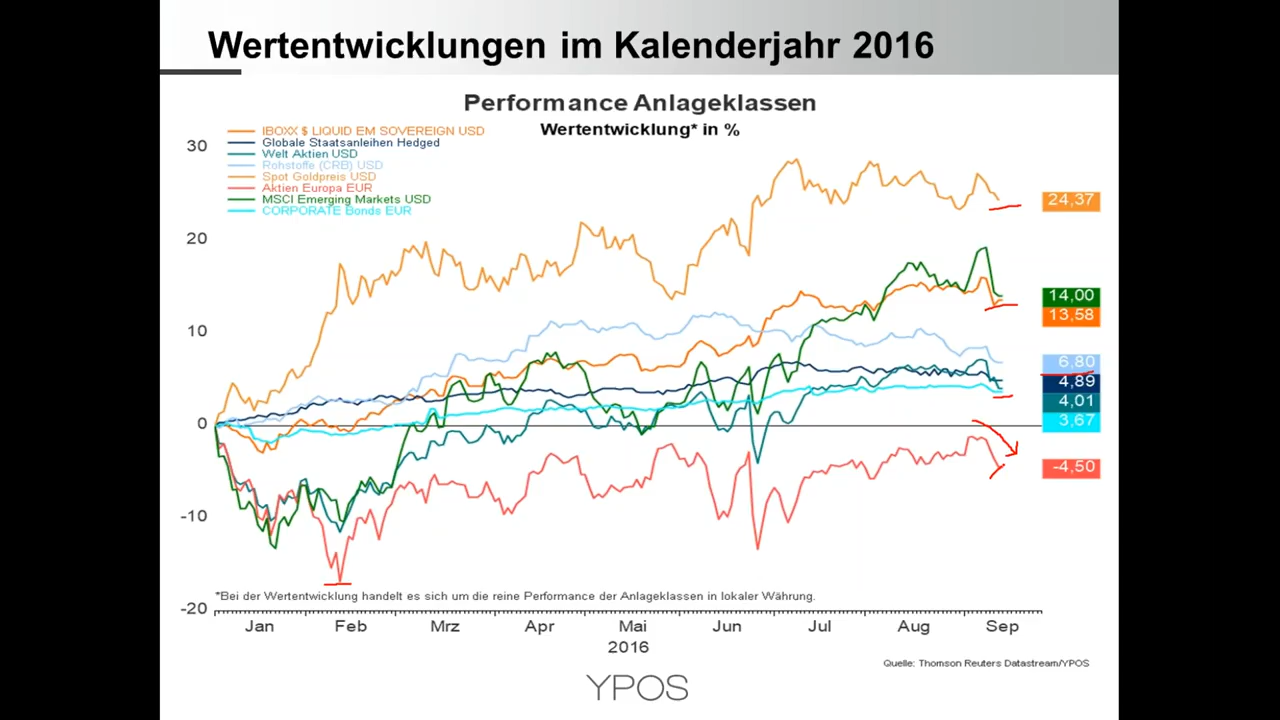 Wertentwicklungen im Kalenderjahr 2016
Performance Anlageklassen
Wertentwicklung* in %
IBOXX $ LIQUID EM SOVEREIGN USD
Globale Staatsanleihen Hedged
Welt Aktien USD
Rohstoffe (CRB) USD
Spot Goldpreis USD
Aktien Europa EUR
MSCI Emerging Markets USD
CORPORATE Bonds EUR
30
20
10
0
-10
-20
24,37
14,00
13,58
6,80
4,89
4,01
3,67
-4,50
*Bei der Wertentwicklung handelt es sich um die reine Performance der Anlageklassen in lokaler Währung.
Jan Feb Mrz Apr Mai Jun Jul Aug Sep
2016
Quelle: Thomson Reuters Datastream/YPOS
YPOS